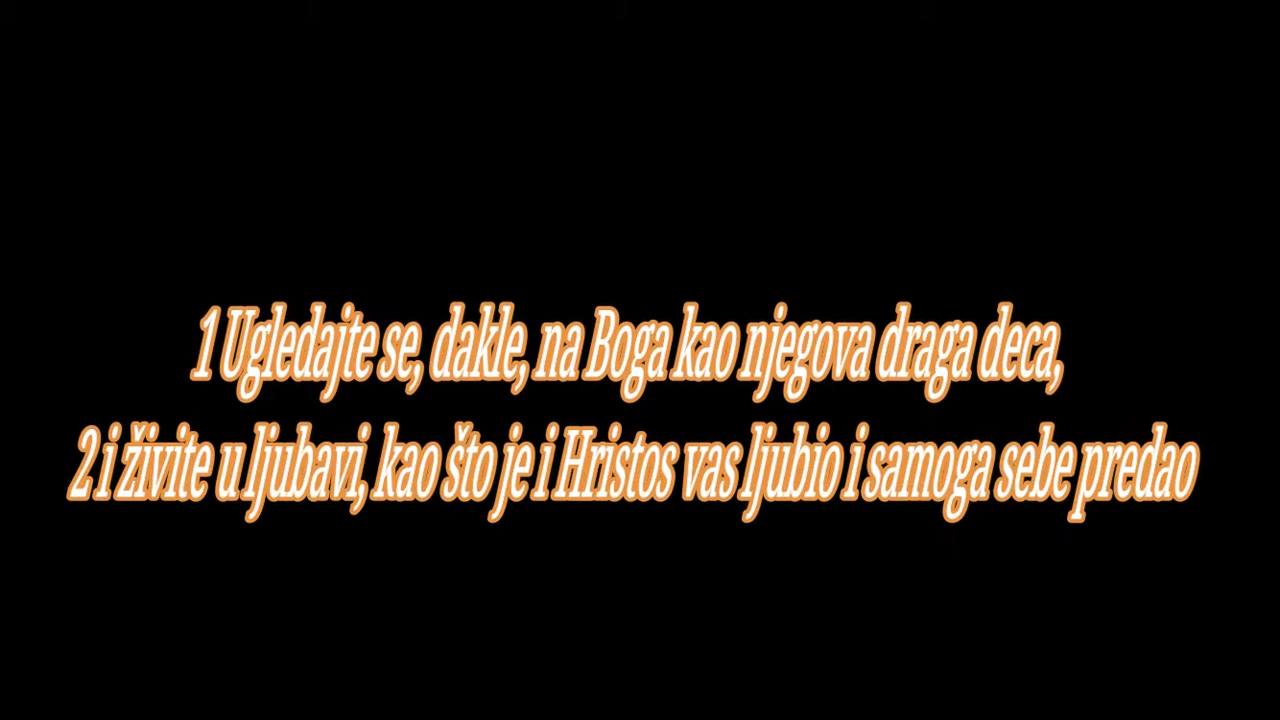 1 Ugledajte se, dakle, na Boga kao njegova draga deca,
2 i živite u ljubavi, kao što je i Hristos vas ljubio i samoga sebe predao